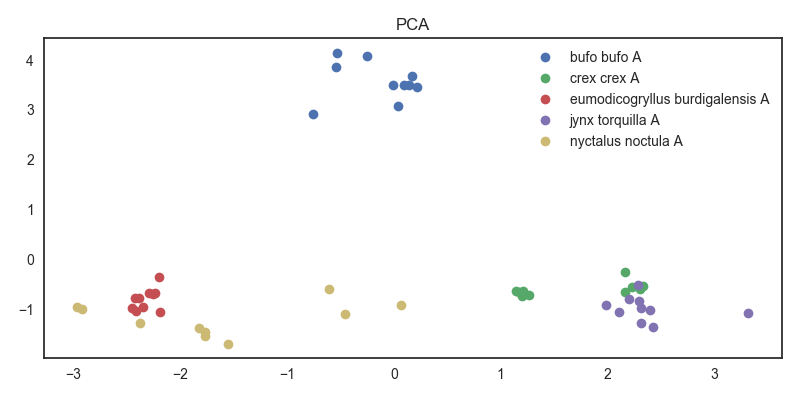 PCA
bufo bufo A
crex crex A
eumodicogryllus burdigalensis A
jynx torquilla A
nyctalus noctula A
4
3
2
1
0
−1
−3 −2 −1 0 1 2 3